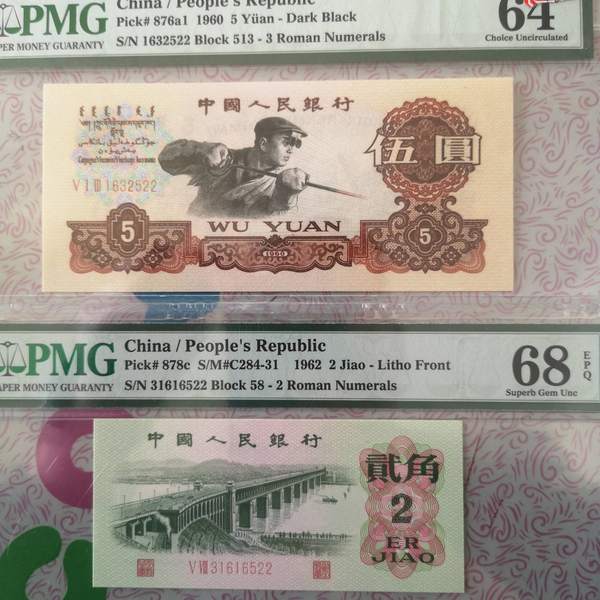 China / People's Republic
Pick# 876a1 1960 5 Yüan - Dark Black
S/N 1632522 Block 513 - 3 Roman Numerals
PMG
PAPER MONEY GUARANTY
64
Choice Uncirculated
中國人民銀行
伍圓
V I VIII 1632522
5
WU YUAN
1960
5
PMG
PAPER MONEY GUARANTY
China / People's Republic
Pick# 878c S/M#C284-31 1962 2 Jiao - Litho Front
S/N 31616522 Block 58 - 2 Roman Numerals
68
EPQ
Superb Gem Unc
中國人民銀行
貳角
2
ER
JIAO
V VIII 31616522